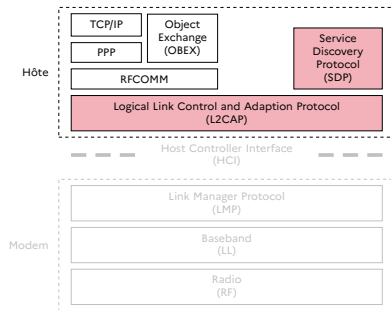 TCP/IP
Object
Exchange
(OBEX)
PPP
Service
Discovery
Protocol
(SDP)
Hôte
RFCOMM
Logical Link Control and Adaption Protocol
(L2CAP)
Host Controller Interface
(HCI)
Link Manager Protocol
(LMP)
Modem
Baseband
(LL)
Radio
(RF)